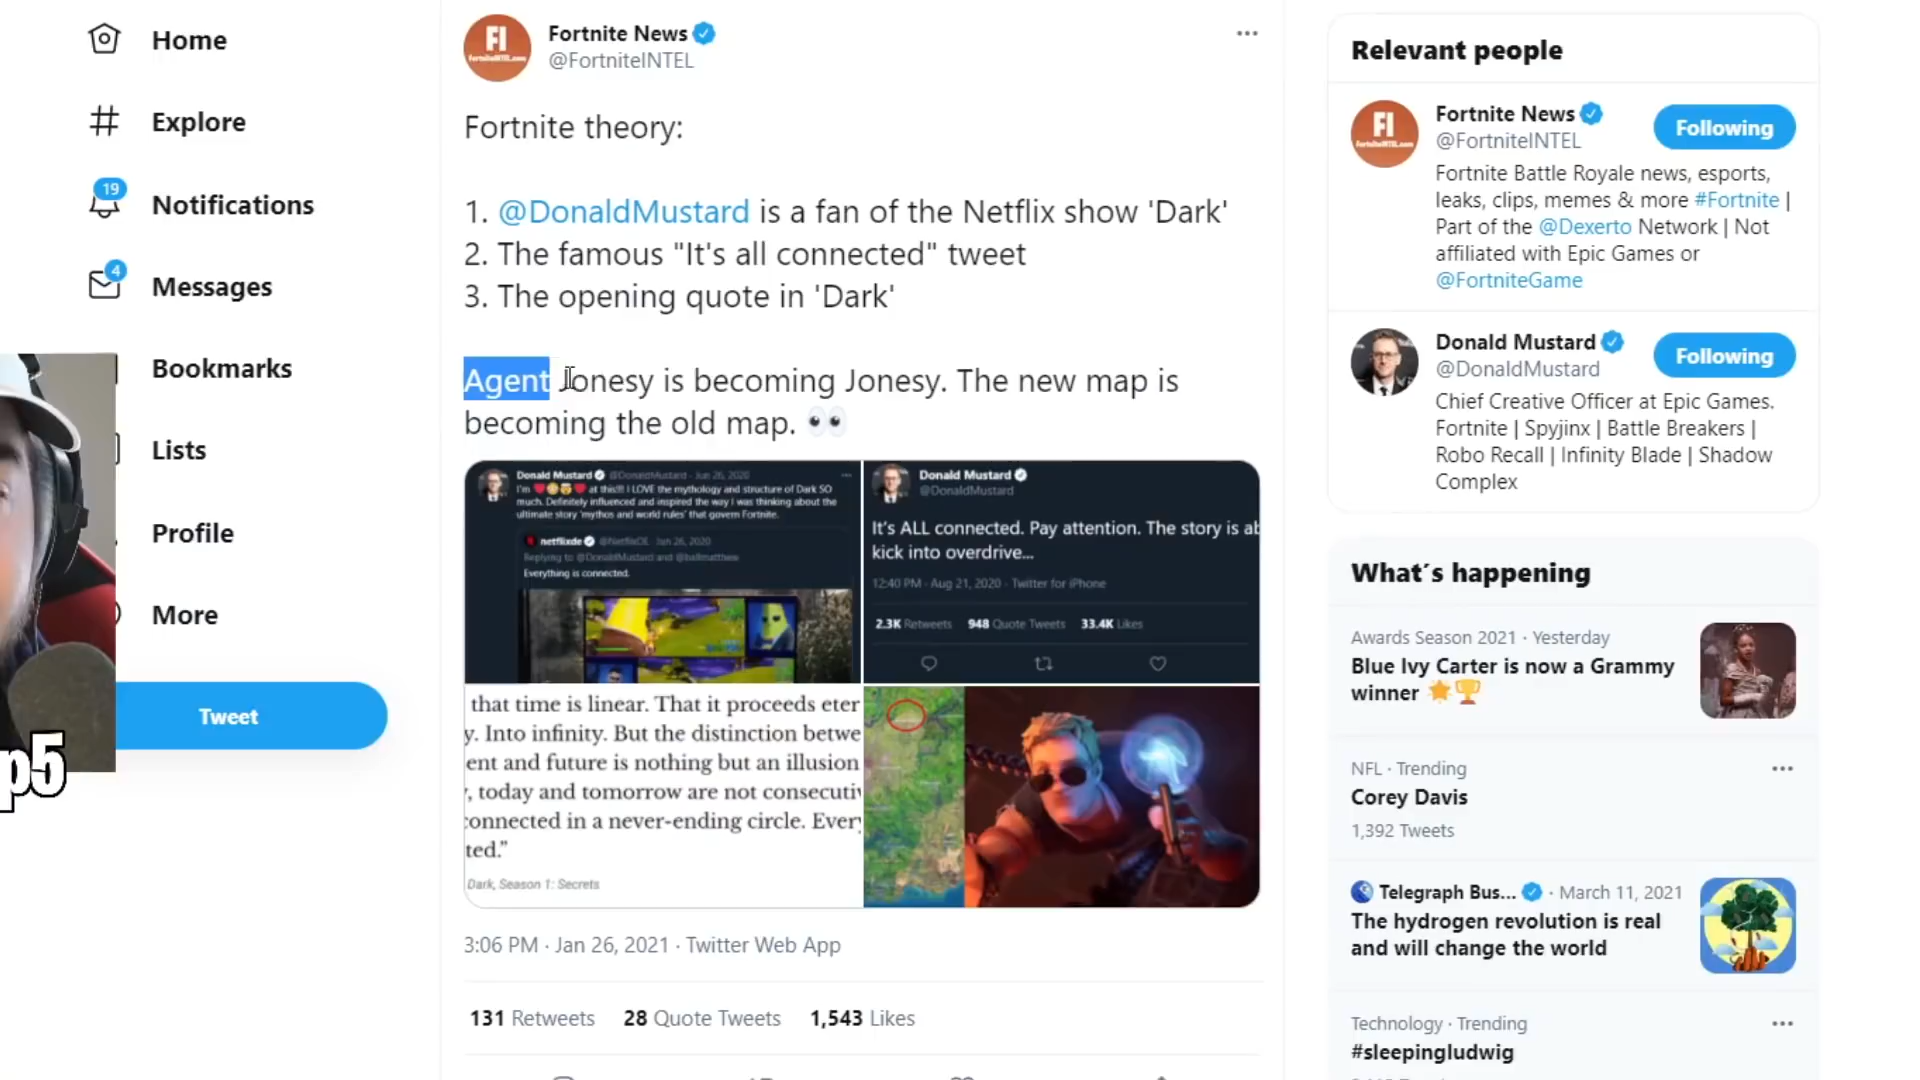 Home
Explore
19
Notifications
4
Messages
Bookmarks
Lists
Profile
More
Tweet
p5
FI
Fortnite News
@FortniteINTEL
Fortnite theory:
1. @DonaldMustard is a fan of the Netflix show 'Dark'
2. The famous "It's all connected" tweet
3. The opening quote in 'Dark'
Agent Jonesy is becoming Jonesy. The new map is
becoming the old map. 👀
Donald Mustard @DonaldMustard · Jun 26, 2020
I'm at this!!! I LOVE the mythology and structure of Dark SO
much. Definitely influenced and inspired the way I was thinking about the
ultimate story 'mythos and world rules' that govern Fortnite.
netflixde @NetflixDE Jun 26, 2020
Replying to @DonaldMustard and @ballmatthew
Everything is connected.
Donald Mustard
@DonaldMustard
It's ALL connected. Pay attention. The story is ab
kick into overdrive...
12:40 PM · Aug 21, 2020 · Twitter for iPhone
2.3K Retweets 948 Quote Tweets 33.4K Likes
that time is linear. That it proceeds eter
y. Into infinity. But the distinction betwe
ent and future is nothing but an illusion
, today and tomorrow are not consecuti
connected in a never-ending circle. Ever
ted.”
Dark, Season 1: Secrets
3:06 PM · Jan 26, 2021 · Twitter Web App
131 Retweets 28 Quote Tweets 1,543 Likes
Relevant people
FI
FortniteINTEL.com
Fortnite News
@FortniteINTEL
Following
Fortnite Battle Royale news, esports,
leaks, clips, memes & more #Fortnite |
Part of the @Dexerto Network | Not
affiliated with Epic Games or
@FortniteGame
Donald Mustard
@DonaldMustard
Following
Chief Creative Officer at Epic Games.
Fortnite | Spyjinx | Battle Breakers |
Robo Recall | Infinity Blade | Shadow
Complex
What´s happening
Awards Season 2021 · Yesterday
Blue Ivy Carter is now a Grammy
winner 🌟🏆
NFL · Trending
Corey Davis
1,392 Tweets
Telegraph Bus... · March 11, 2021
The hydrogen revolution is real
and will change the world
Technology · Trending
#sleepingludwig